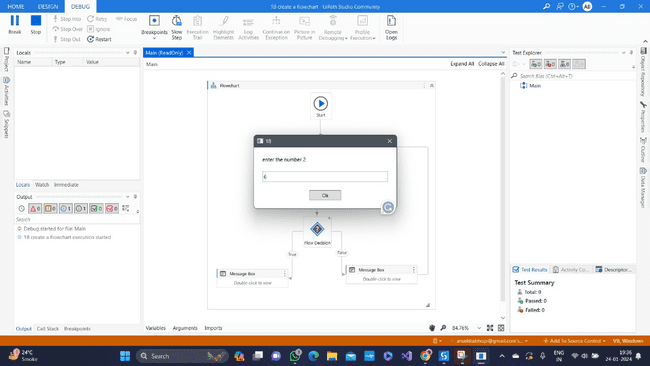 HOME DESIGN DEBUG 18 create a flowchart - UiPath Studio Community
Break Stop Step Into Step Over Step Out Retry Ignore Restart Focus Breakpoints Slow Step Execution Trail Highlight Elements Log Activities Continue on Exception Picture in Picture Remote Debugging Profile Execution Open Logs
Locals
Name Type Value
Main (ReadOnly)
Main Expand All Collapse All
Test Explorer
Search files (Ctrl+Alt+T)
Main
Project
Activities
Snippets
Object Repository
Properties
Outline
Data Manager
Flowchart
Start
18
enter the number 2
Ok
Flow Decision
True
False
Message Box
Double-click to view
Message Box
Double-click to view
Locals Watch Immediate
Output
0 0 1 1 0 0
Search
Debug started for file: Main
18 create a flowchart execution started
Output Call Stack Breakpoints
Variables Arguments Imports
84.76%
Test Results Activity Co... Descriptor...
Test Summary
Total: 0
Passed: 0
Failed: 0
Add To Source Control VB, Windows
24°C
Smoke
Search
ENG
IN
19:36
24-01-2024